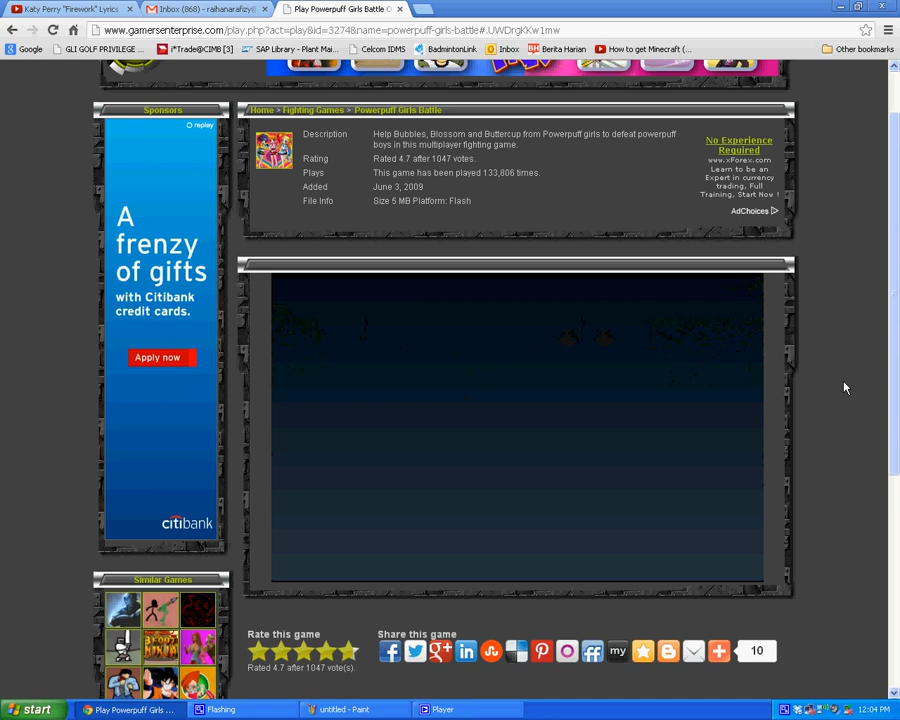 Katy Perry "Firework" Lyrics
Inbox (868) - raihanarafizy@
Play Powerpuff Girls Battle O
www.gamersenterprise.com/play.php?act=play&id=3274&name=powerpuff-girls-battle#.UWDrgKKw1mw
Google
GLI GOLF PRIVILEGE ...
i*Trade@CIMB [3]
SAP Library - Plant Mai...
Celcom IDMS
BadmintonLink
Inbox
Berita Harian
How to get Minecraft (...
Other bookmarks
Sponsors
replay
A
frenzy
of gifts
with Citibank
credit cards.
Apply now
citibank
Home > Fighting Games > Powerpuff Girls Battle
Description Help Bubbles, Blossom and Buttercup from Powerpuff girls to defeat powerpuff
boys in this multiplayer fighting game.
Rating Rated 4.7 after 1047 votes.
Plays This game has been played 133,806 times.
Added June 3, 2009
File Info Size 5 MB Platform: Flash
No Experience
Required
www.xForex.com
Learn to be an
Expert in currency
trading, Full
Training, Start Now !
AdChoices
Similar Games
Rate this game
Rated 4.7 after 1047 vote(s).
Share this game
my
10
start
Play Powerpuff Girls ...
Flashing
untitled - Paint
Player
12:04 PM